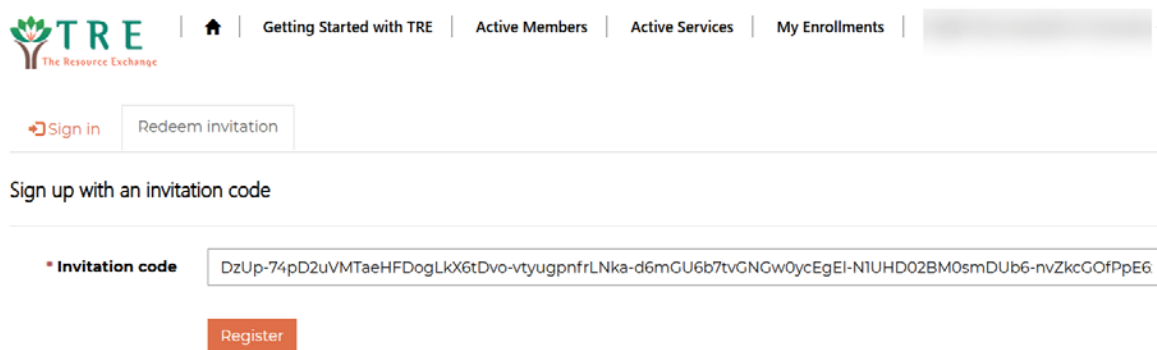 TRE
The Resource Exchange
Getting Started with TRE
Active Members
Active Services
My Enrollments
Sign in
Redeem invitation
Sign up with an invitation code
* Invitation code
DzUp-74pD2uVMTaeHFDogLkX6tDvo-vtyugpnfrLNka-d6mGU6b7tvGNGw0ycEgEI-N1UHD02BM0smDUb6-nvZkcGOfPpE6
Register